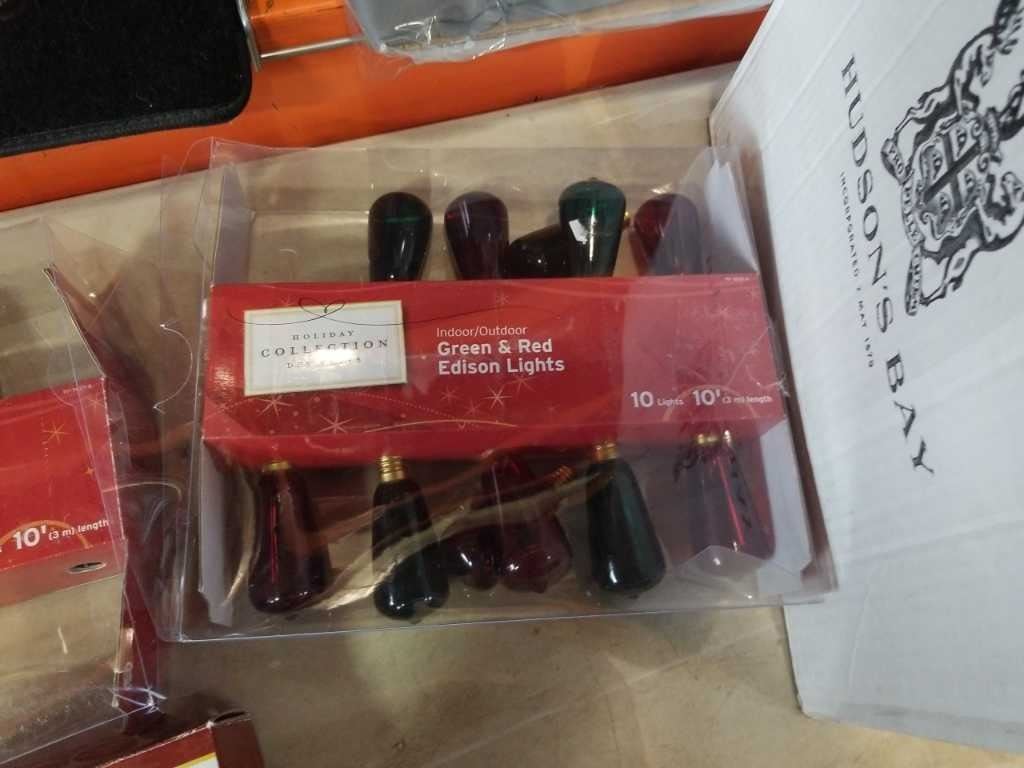 HOLIDAY
COLLECTION
Indoor/Outdoor
Green & Red
Edison Lights
10 Lights 10' (3 m) length
10' (3 m) length
HUDSON'S BAY
INCORPORATED 2 MAY 1670